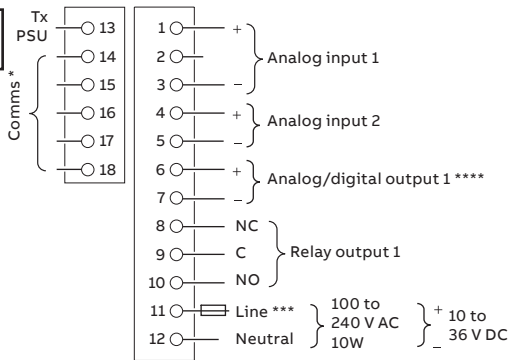 Tx
PSU
13
14
15
16
17
18
Comms *
1 +
2
3 –
Analog input 1
4 +
5 –
Analog input 2
6 +
7 –
Analog/digital output 1 ****
8 NC
9 C
10 NO
Relay output 1
11 Line ***
12 Neutral
100 to
240 V AC
10W
+
–
10 to
36 V DC